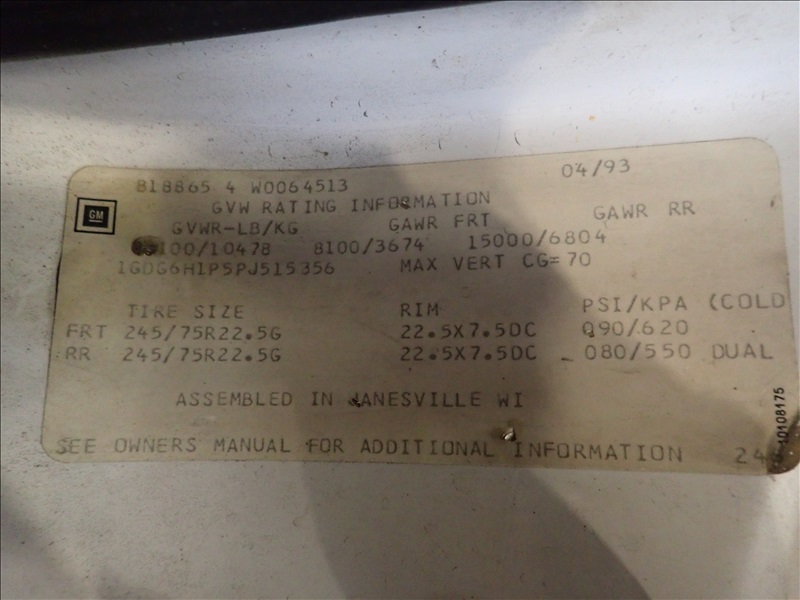 818865 4 W0064513 04/93
GM
GVW RATING INFORMATION
GVWR-LB/KG GAWR FRT GAWR RR
100/10478 8100/3674 15000/6804
1GDG6H1P5PJ515356 MAX VERT CG=70
TIRE SIZE RIM PSI/KPA (COLD
FRT 245/75R22.5G 22.5X7.5DC 090/620
RR 245/75R22.5G 22.5X7.5DC 080/550 DUAL
ASSEMBLED IN JANESVILLE WI
SEE OWNERS MANUAL FOR ADDITIONAL INFORMATION 24
10108175